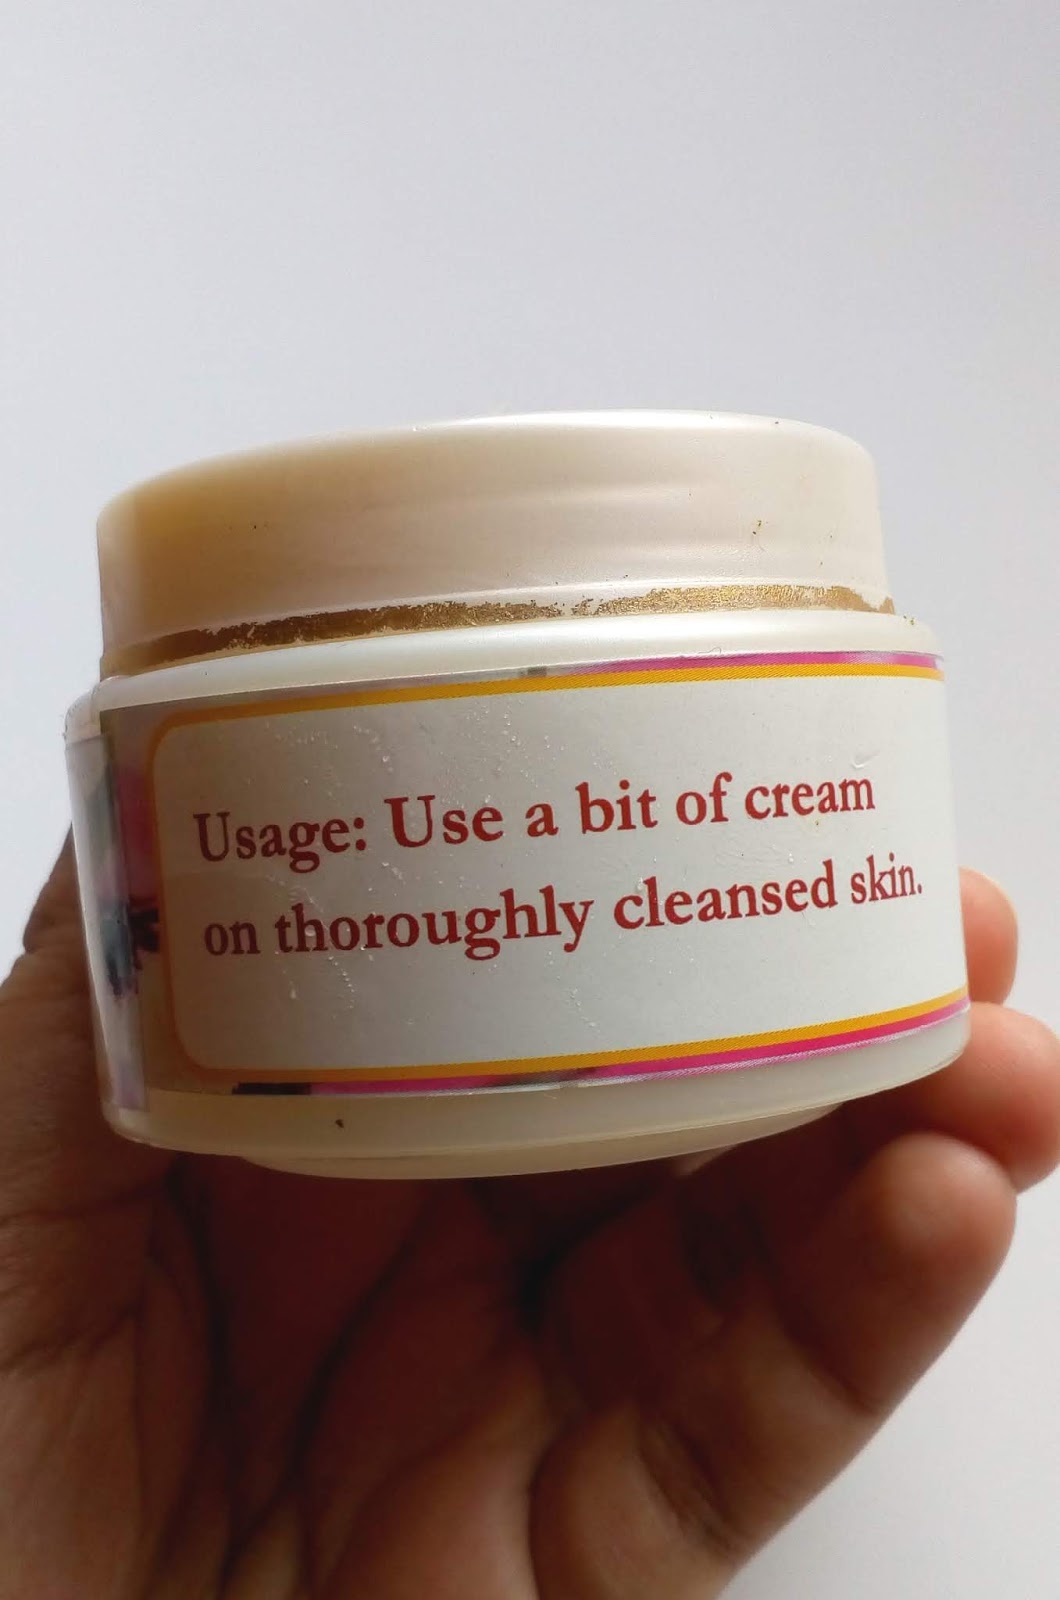 Usage: Use a bit of cream
on thoroughly cleansed skin.